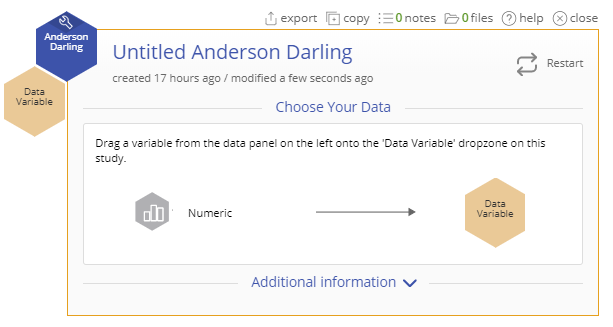 export copy 0 notes 0 files help close
Anderson
Darling
Untitled Anderson Darling
created 17 hours ago / modified a few seconds ago
Restart
Data
Variable
Choose Your Data
Drag a variable from the data panel on the left onto the 'Data Variable' dropzone on this
study.
Numeric
Data
Variable
Additional information